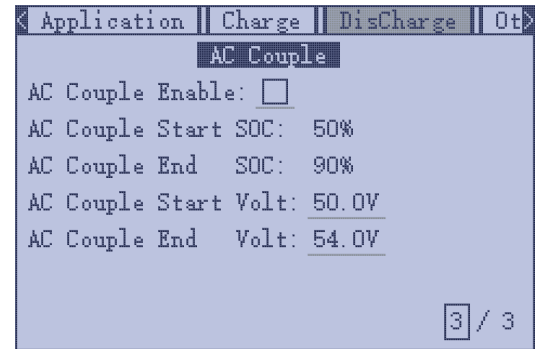 Application Charge DisCharge Ot
AC Couple
AC Couple Enable:
AC Couple Start SOC: 50%
AC Couple End SOC: 90%
AC Couple Start Volt: 50.0V
AC Couple End Volt: 54.0V
3 / 3